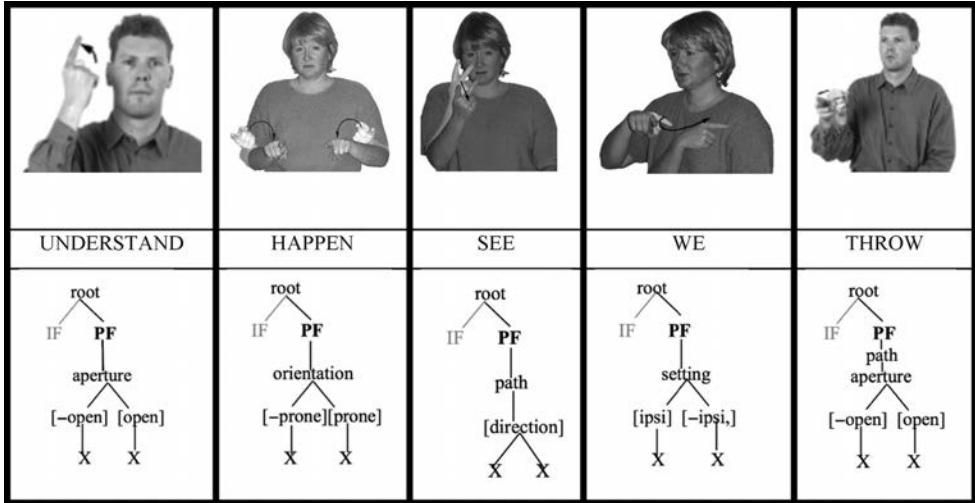 UNDERSTAND HAPPEN SEE WE THROW
root root root root root
IF PF IF PF IF PF IF PF IF PF
aperture orientation path setting path
aperture
[–open] [open] [–prone][prone] [direction] [ipsi] [–ipsi,] [–open] [open]
X X X X X X X X X X